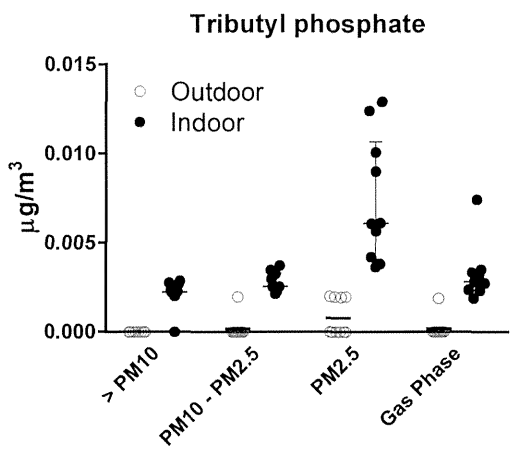 Tributyl phosphate
0.015
0.010
0.005
0.000
μg/m³
Outdoor
Indoor
> PM10
PM10 - PM2.5
PM2.5
Gas Phase